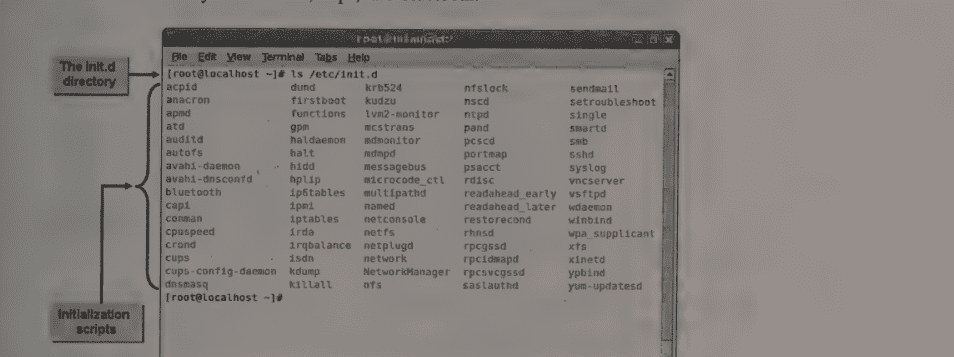 The init.d
directory
File Edit View Terminal Tabs Help
[root@localhost ~]# ls /etc/init.d
acpid dund krb524 nfslock sendmail
anacron firstboot kudzu nscd setroubleshoot
apmd functions lvm2-monitor ntpd single
atd gpm mcstrans pand smartd
auditd haldaemon mdmonitor pcscd smb
autofs halt mdmpd portmap sshd
avahi-daemon hidd messagebus psacct syslog
avahi-dnsconfd hplip microcode_ctl rdisc vncserver
bluetooth ip6tables multipathd readahead_early vsftpd
capi ipmi named readahead_later wdaemon
conman iptables netconsole restorecond winbind
cpuspeed irda netfs rhnsd wpa_supplicant
crond irqbalance netplugd rpcgssd xfs
cups isdn network rpcidmapd xinetd
cups-config-daemon kdump NetworkManager rpcsvcgssd ypbind
dnsmasq killall nfs saslauthd yum-updatesd
[root@localhost ~]#
Initialization
scripts